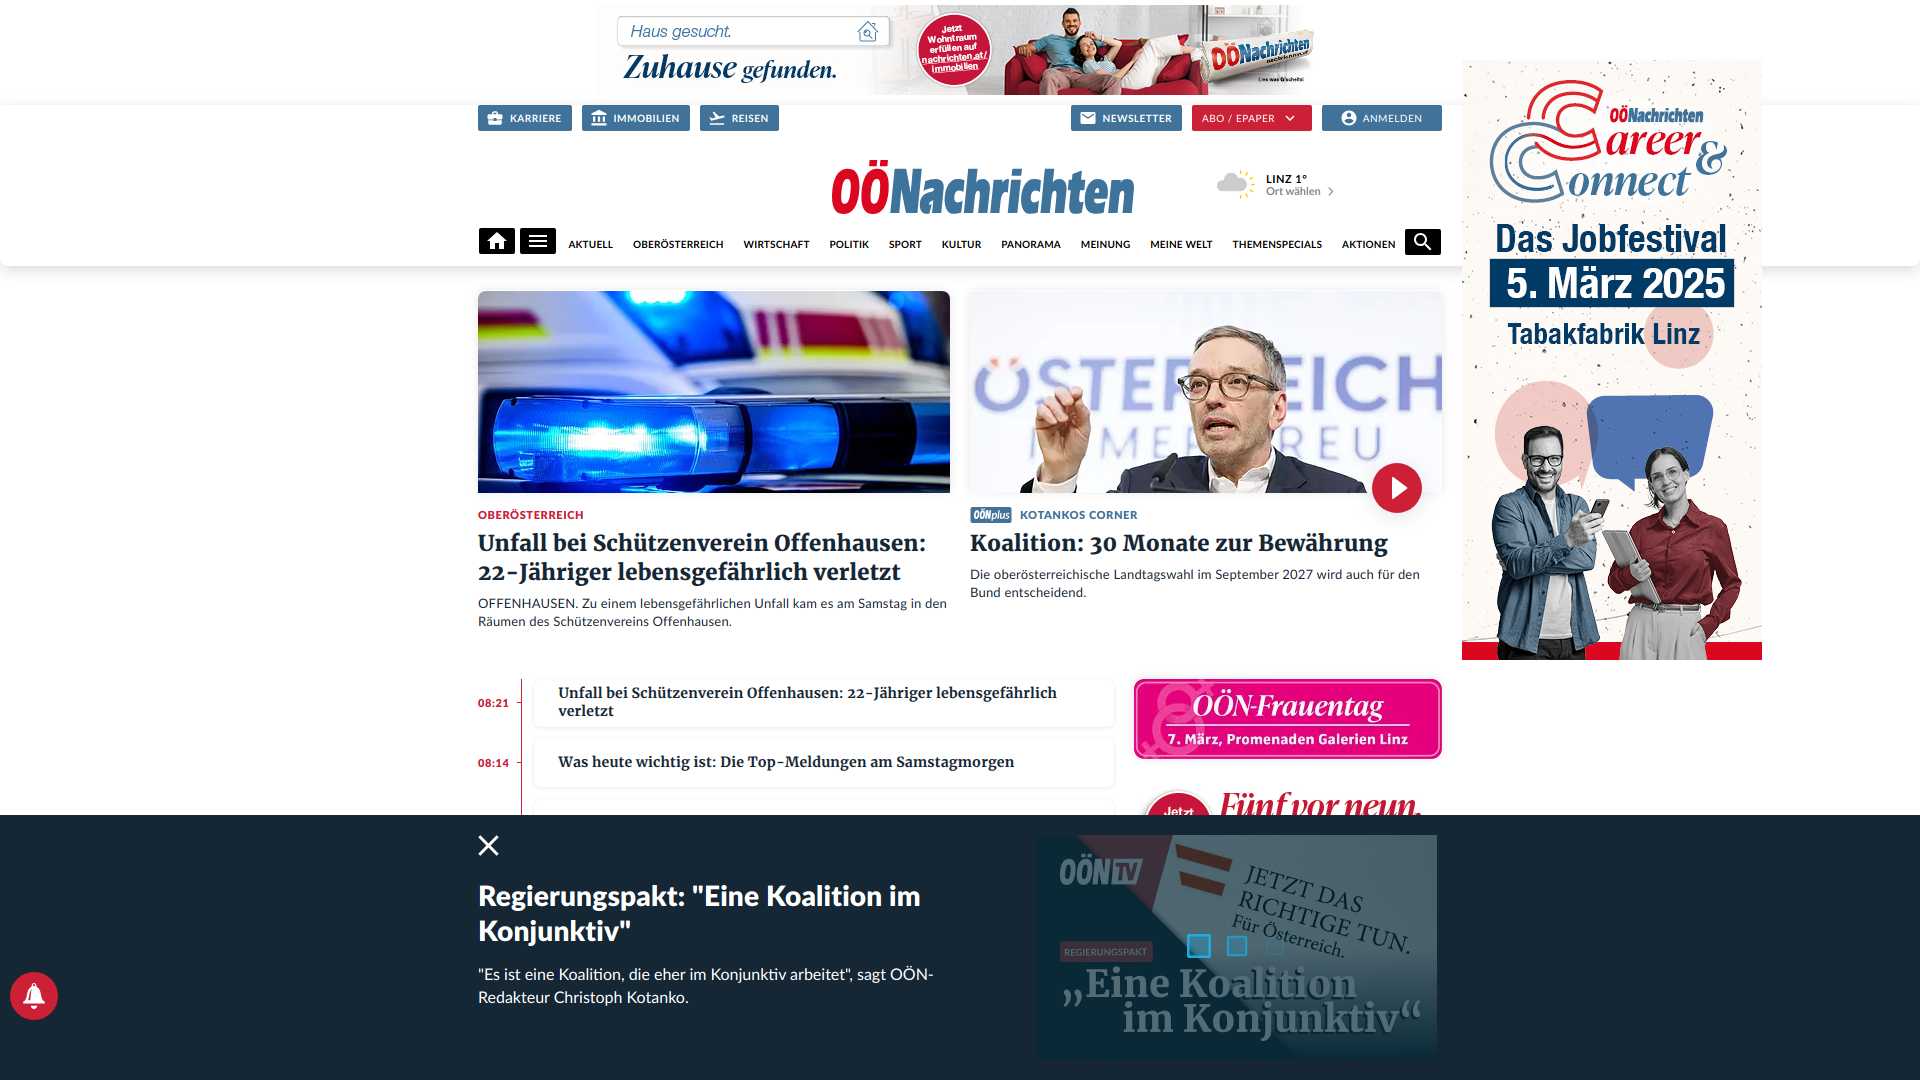 Haus gesucht.
Zuhause gefunden.
Jetzt
Wohntraum
erfüllen auf
nachrichten.at/
immobilien
OÖNachrichten
Lies was G'scheits!
KARRIERE
IMMOBILIEN
REISEN
NEWSLETTER
ABO / EPAPER
ANMELDEN
OÖNachrichten
LINZ 1°
Ort wählen
AKTUELL
OBERÖSTERREICH
WIRTSCHAFT
POLITIK
SPORT
KULTUR
PANORAMA
MEINUNG
MEINE WELT
THEMENSPECIALS
AKTIONEN
OÖNachrichten
Career &
Connect
Das Jobfestival
5. März 2025
Tabakfabrik Linz
OBERÖSTERREICH
Unfall bei Schützenverein Offenhausen:
22-Jähriger lebensgefährlich verletzt
OFFENHAUSEN. Zu einem lebensgefährlichen Unfall kam es am Samstag in den
Räumen des Schützenvereins Offenhausen.
ÖSTERREICH
OÖNplus KOTANKOS CORNER
Koalition: 30 Monate zur Bewährung
Die oberösterreichische Landtagswahl im September 2027 wird auch für den
Bund entscheidend.
08:21
Unfall bei Schützenverein Offenhausen: 22-Jähriger lebensgefährlich
verletzt
08:14
Was heute wichtig ist: Die Top-Meldungen am Samstagmorgen
OÖN-Frauentag
7. März, Promenaden Galerien Linz
Jetzt
Fünf vor neun.
Regierungspakt: "Eine Koalition im
Konjunktiv"
"Es ist eine Koalition, die eher im Konjunktiv arbeitet", sagt OÖN-
Redakteur Christoph Kotanko.
OÖN TV
JETZT DAS
RICHTIGE TUN.
Für Österreich.
REGIERUNGSPAKT
„Eine Koalition
im Konjunktiv“